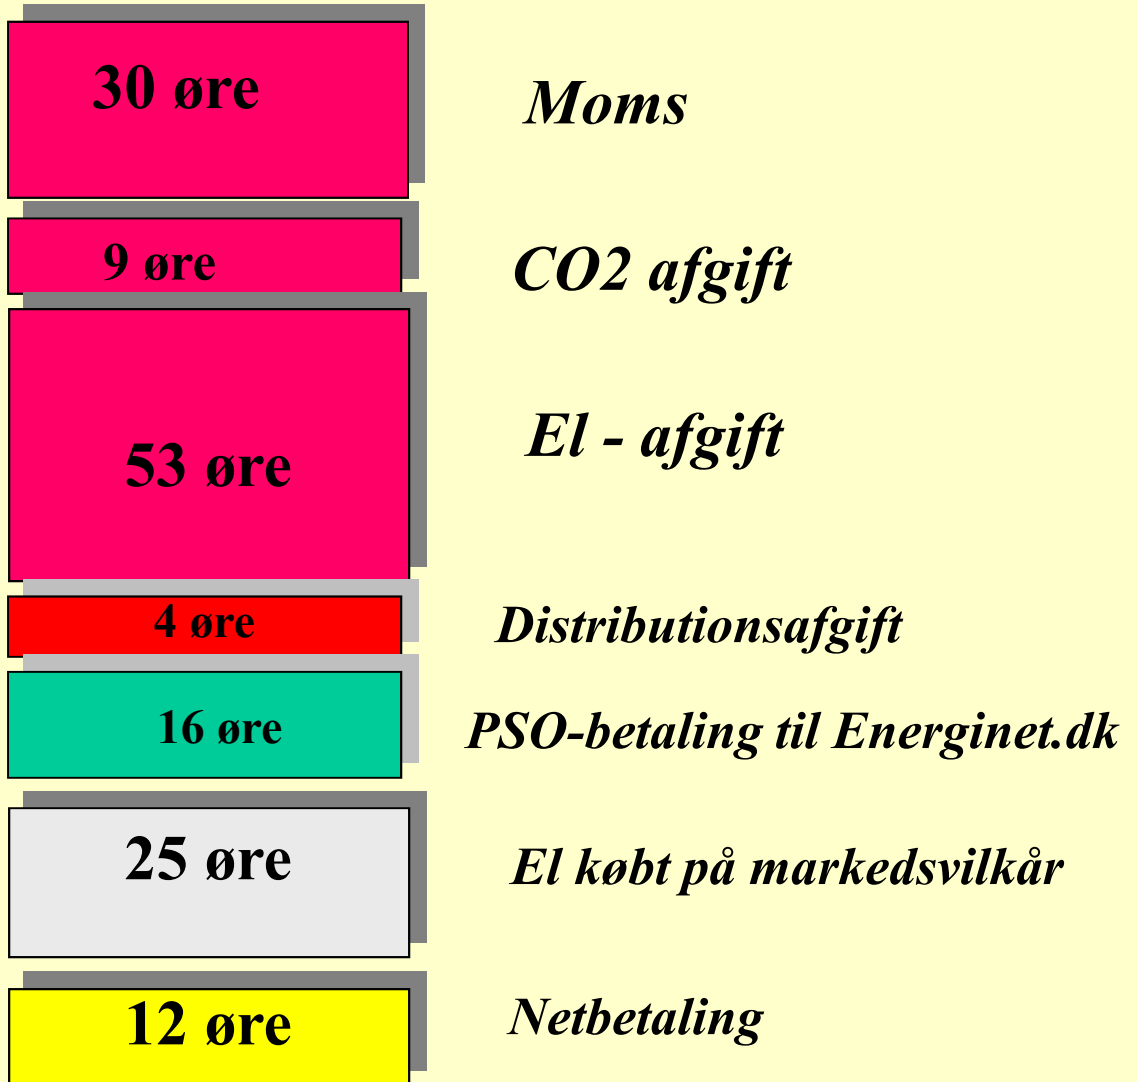 30 øre Moms
9 øre CO2 afgift
53 øre El - afgift
4 øre Distributionsafgift
16 øre PSO-betaling til Energinet.dk
25 øre El købt på markedsvilkår
12 øre Netbetaling